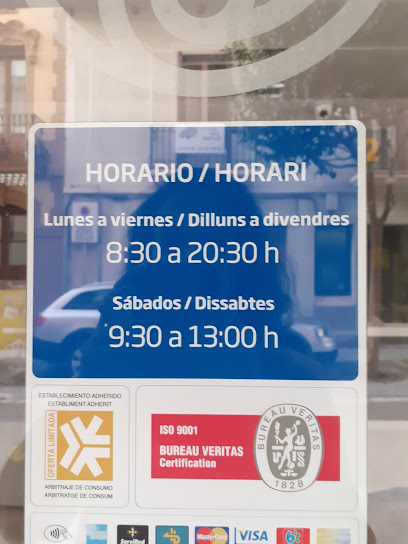 HORARIO / HORARI
Lunes a viernes / Dilluns a divendres
8:30 a 20:30 h
Sábados / Dissabtes
9:30 a 13:00 h
ESTABLECIMIENTO ADHERIDO
ESTABLIMENT ADHERIT
OFERTA LIMITADA
ARBITRAJE DE CONSUMO
ARBITRATGE DE CONSUM
ISO 9001
BUREAU VERITAS
Certification
BUREAU VERITAS
1828
ServiRed
MasterCard
VISA